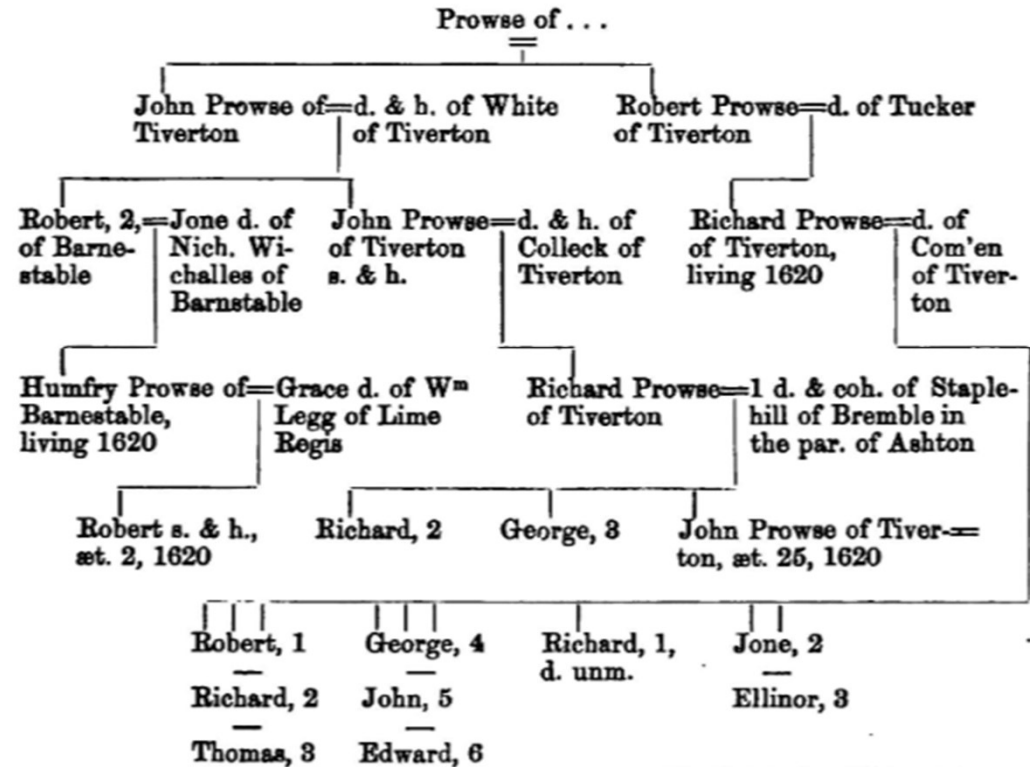 Prowse of . . .
John Prowse of=d. & h. of White
Tiverton of Tiverton
Robert Prowse=d. of Tucker
of Tiverton
Robert, 2,=Jone d. of
of Barne- Nich. Wi-
stable challes of
Barnstable
John Prowse=d. & h. of
of Tiverton Colleck of
s. & h. Tiverton
Richard Prowse=d. of
of Tiverton, Com'en
living 1620 of Tiver-
ton
Humfry Prowse of=Grace d. of Wᵐ
Barnestable, Legg of Lime
living 1620 Regis
Richard Prowse=1 d. & coh. of Staple-
of Tiverton hill of Bremble in
the par. of Ashton
Robert s. & h.,
æt. 2, 1620
Richard, 2
George, 3
John Prowse of Tiver-=
ton, æt. 25, 1620
Robert, 1
Richard, 2
Thomas, 3
George, 4
John, 5
Edward, 6
Richard, 1,
d. unm.
Jone, 2
Ellinor, 3